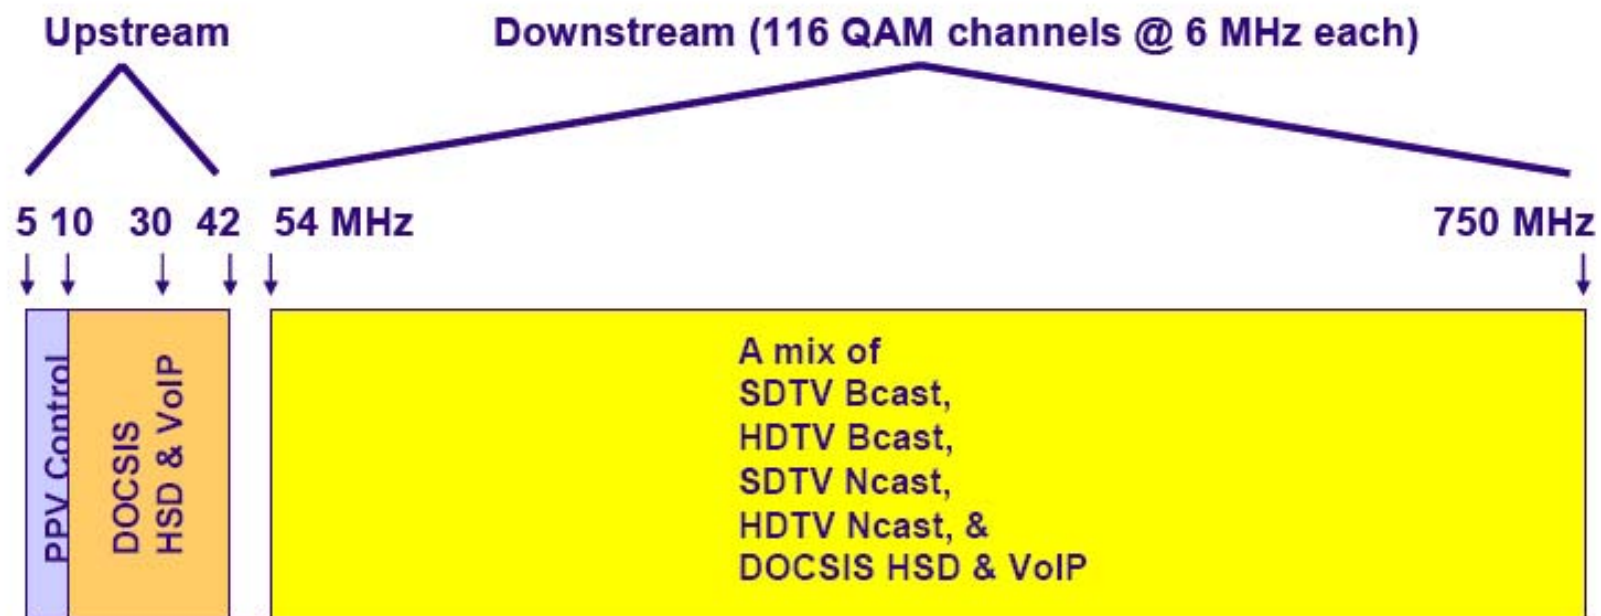 Upstream
Downstream (116 QAM channels @ 6 MHz each)
5 10 30 42 54 MHz 750 MHz
PPV Control
DOCSIS
HSD & VoIP
A mix of
SDTV Bcast,
HDTV Bcast,
SDTV Ncast,
HDTV Ncast, &
DOCSIS HSD & VoIP